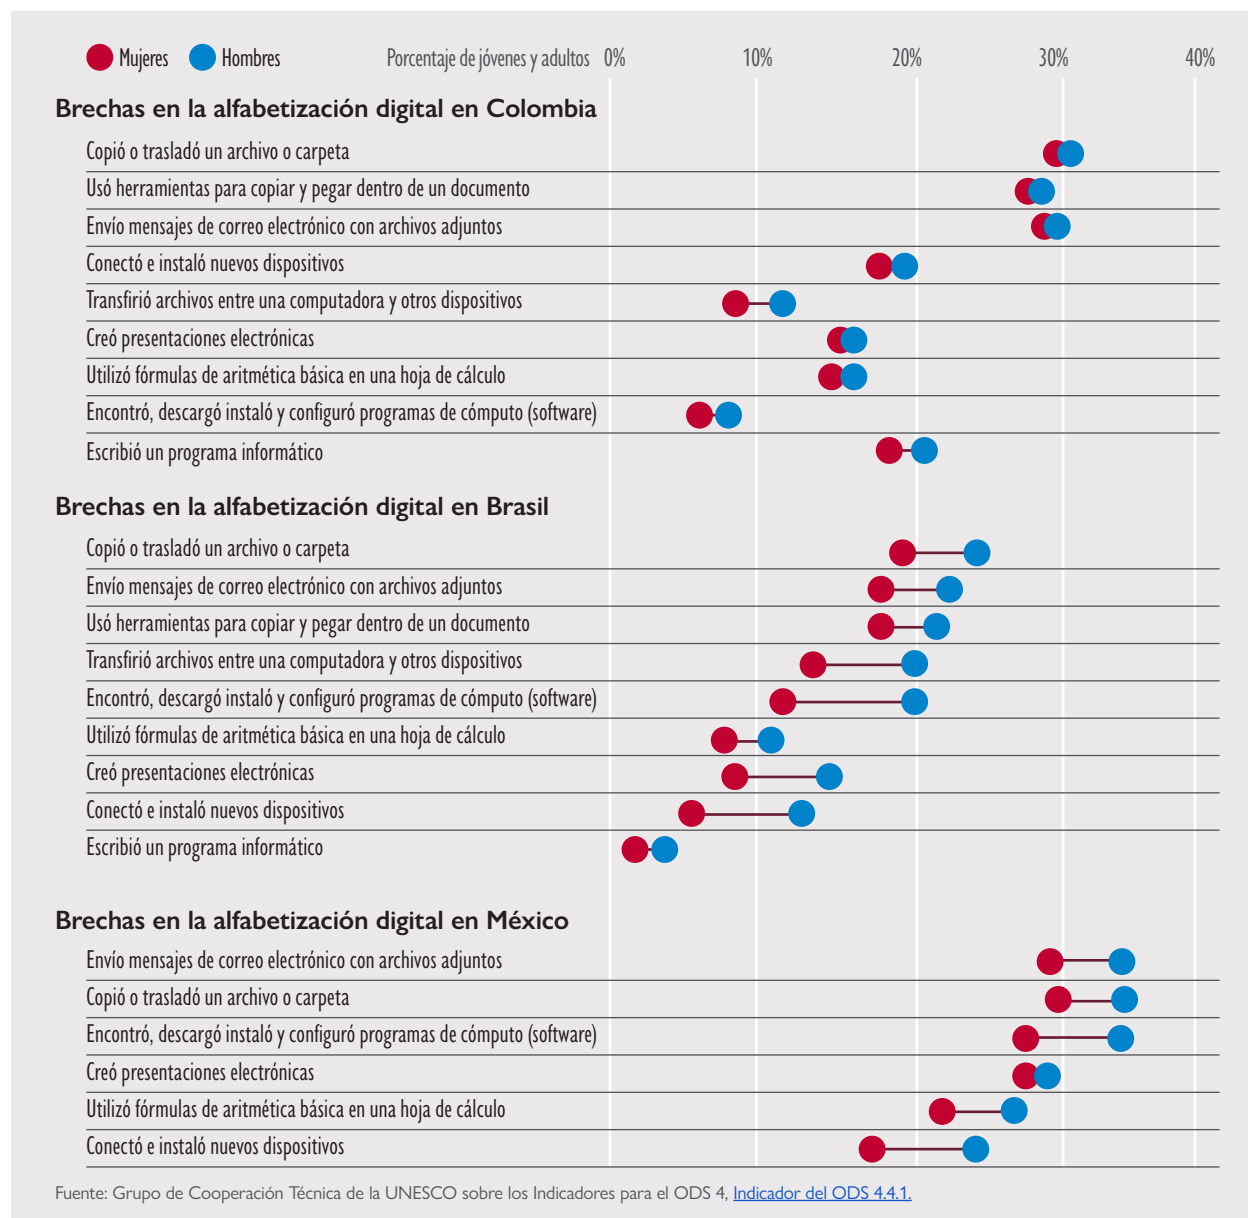 Mujeres Hombres Porcentaje de jóvenes y adultos 0% 10% 20% 30% 40%
Brechas en la alfabetización digital en Colombia
Copió o trasladó un archivo o carpeta
Usó herramientas para copiar y pegar dentro de un documento
Envío mensajes de correo electrónico con archivos adjuntos
Conectó e instaló nuevos dispositivos
Transfirió archivos entre una computadora y otros dispositivos
Creó presentaciones electrónicas
Utilizó fórmulas de aritmética básica en una hoja de cálculo
Encontró, descargó instaló y configuró programas de cómputo (software)
Escribió un programa informático
Brechas en la alfabetización digital en Brasil
Copió o trasladó un archivo o carpeta
Envío mensajes de correo electrónico con archivos adjuntos
Usó herramientas para copiar y pegar dentro de un documento
Transfirió archivos entre una computadora y otros dispositivos
Encontró, descargó instaló y configuró programas de cómputo (software)
Utilizó fórmulas de aritmética básica en una hoja de cálculo
Creó presentaciones electrónicas
Conectó e instaló nuevos dispositivos
Escribió un programa informático
Brechas en la alfabetización digital en México
Envío mensajes de correo electrónico con archivos adjuntos
Copió o trasladó un archivo o carpeta
Encontró, descargó instaló y configuró programas de cómputo (software)
Creó presentaciones electrónicas
Utilizó fórmulas de aritmética básica en una hoja de cálculo
Conectó e instaló nuevos dispositivos
Fuente: Grupo de Cooperación Técnica de la UNESCO sobre los Indicadores para el ODS 4, Indicador del ODS 4.4.1.